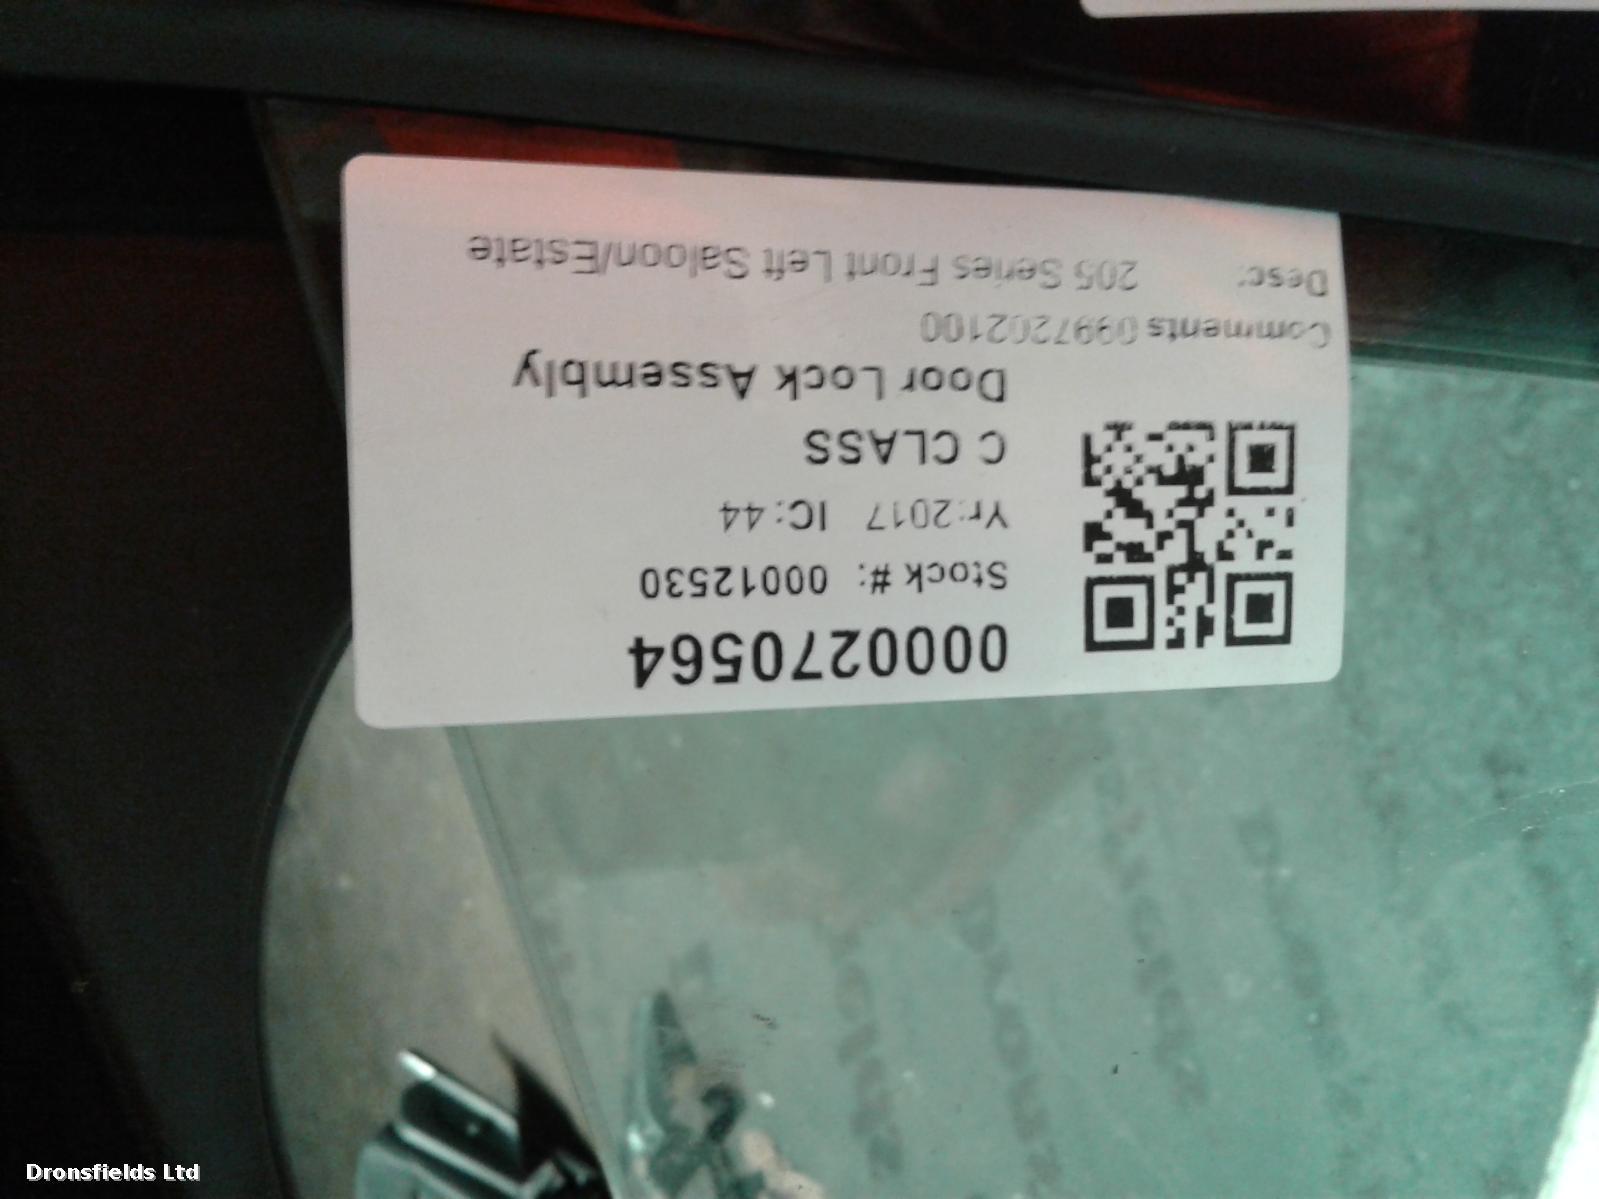 0000270564
Stock #: 00012530
Yr:2017 IC:44
C CLASS
Door Lock Assembly
Comments 0997202100
Desc: 205 Series Front Left Saloon/Estate
Dronsfields Ltd